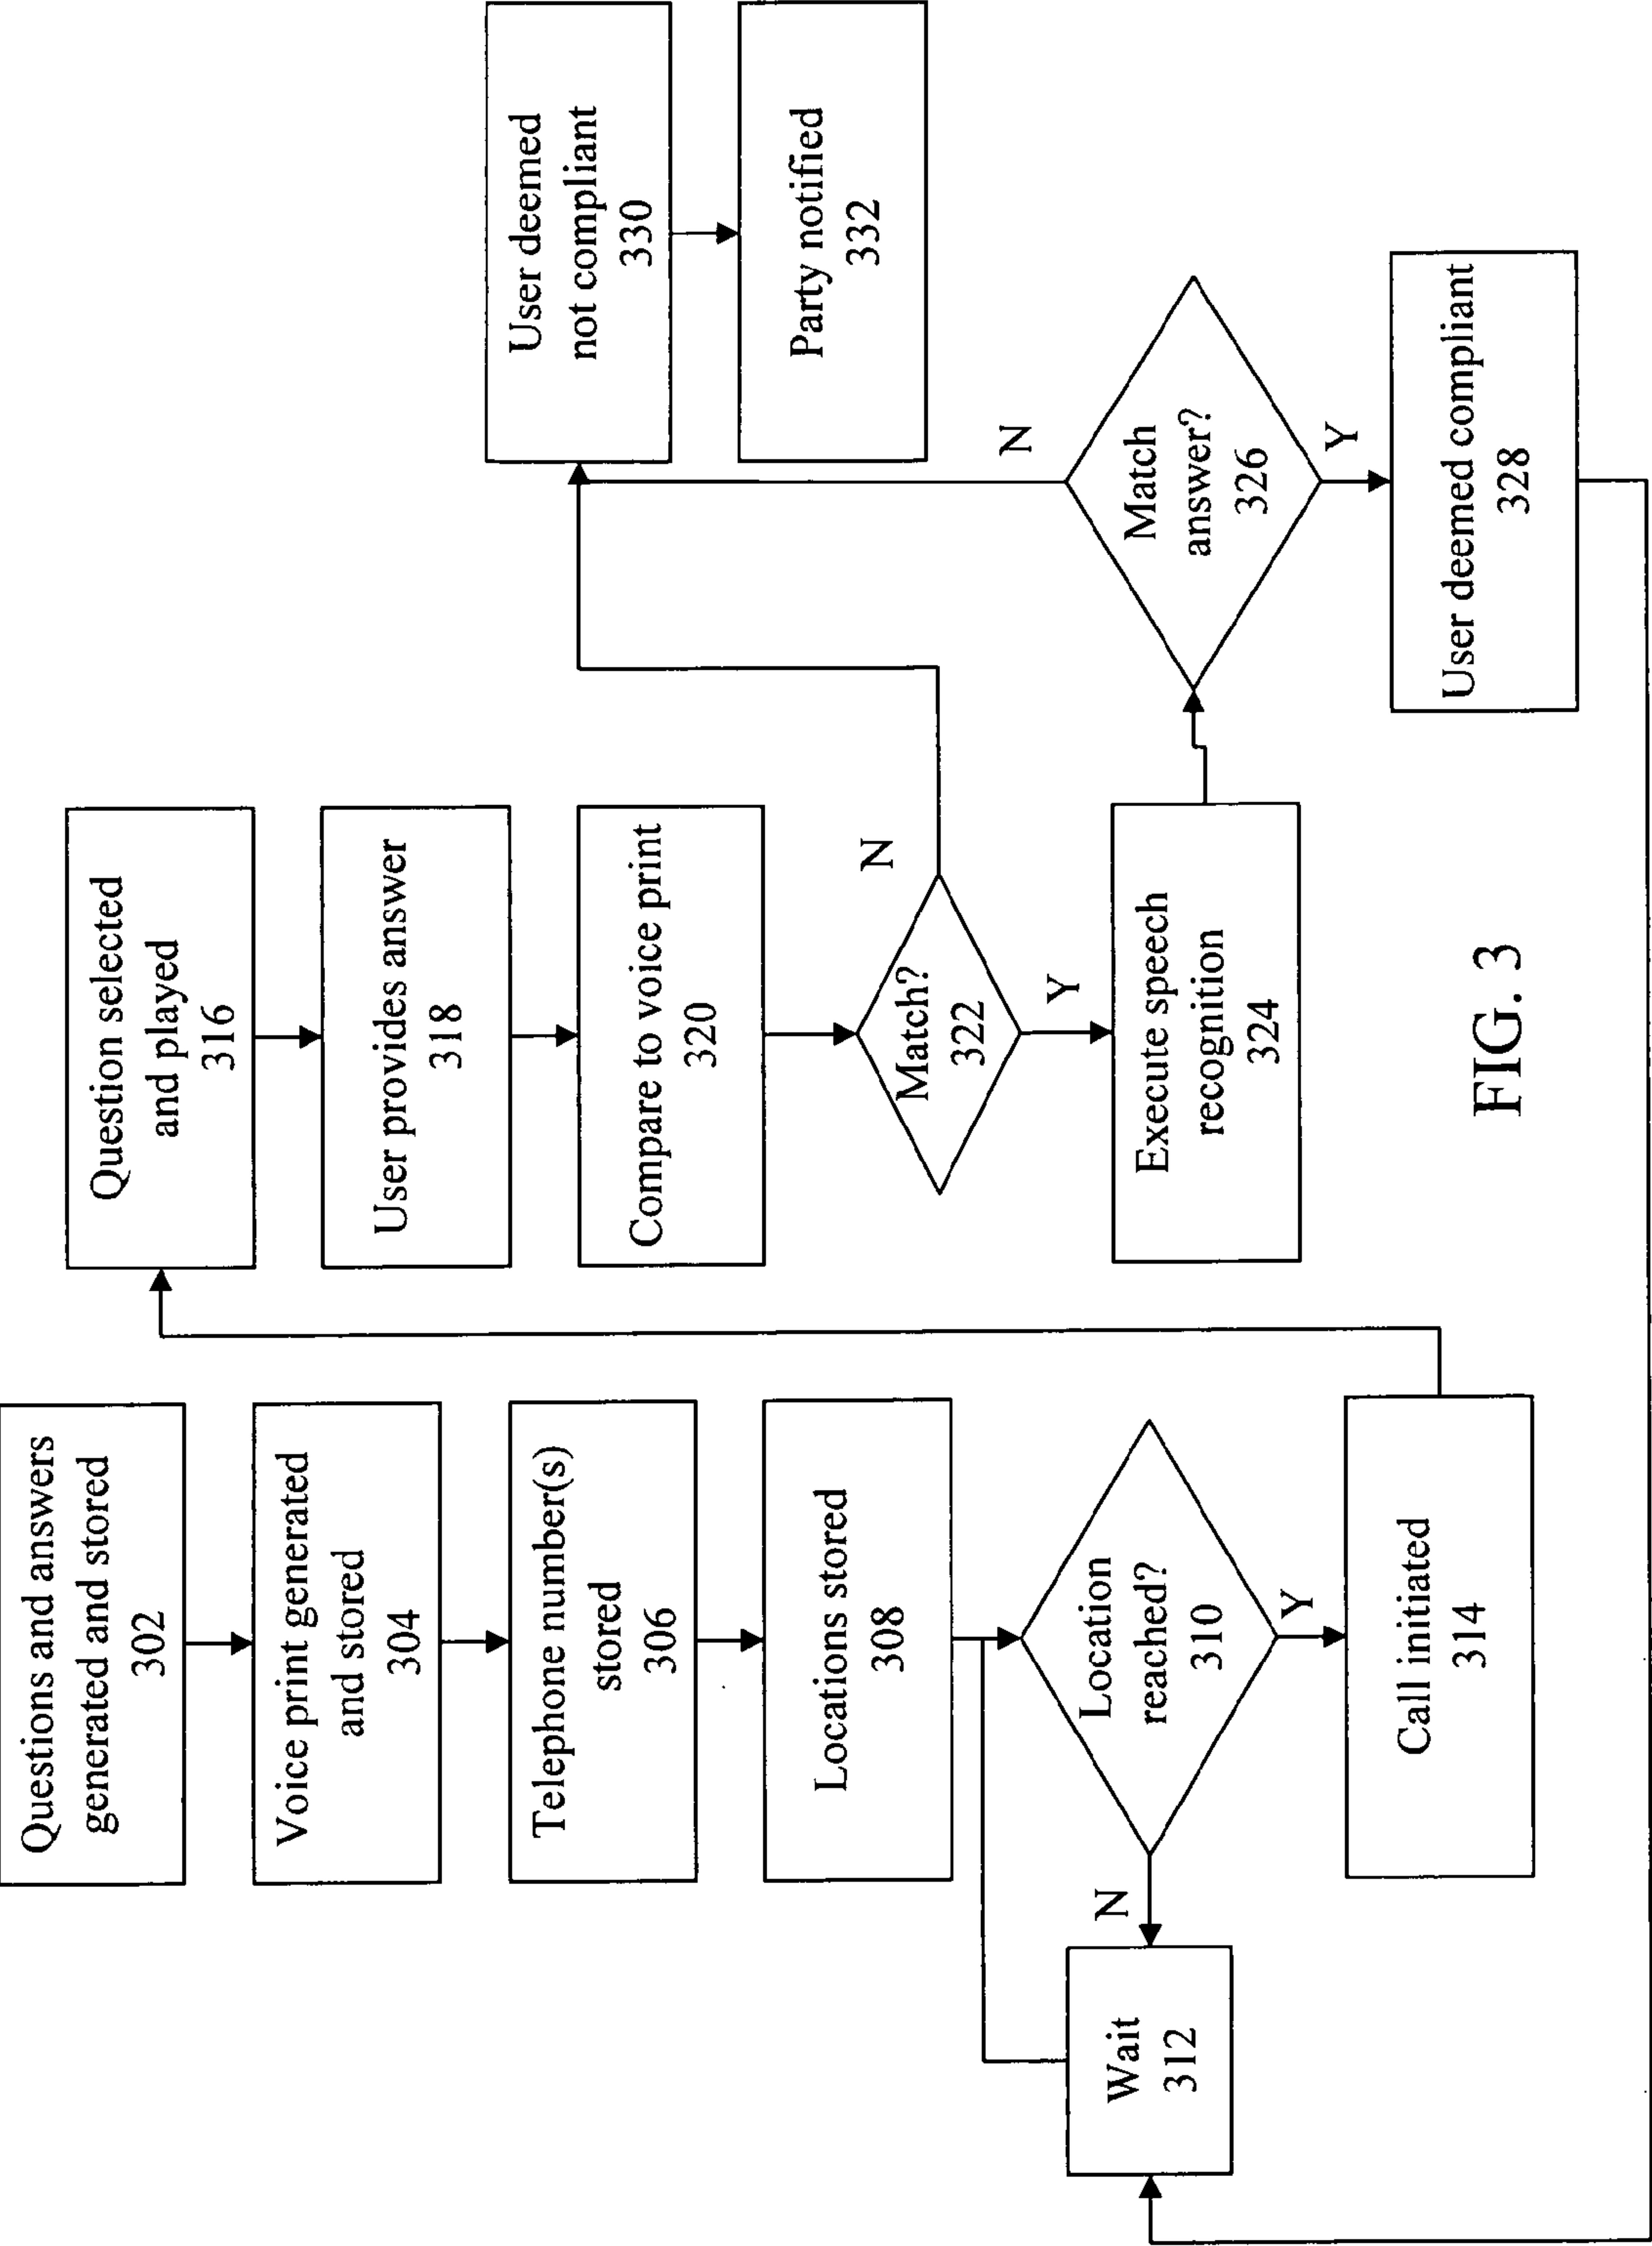 Questions and answers
generated and stored
302
Voice print generated
and stored
304
Telephone number(s)
stored
306
Locations stored
308
Location
reached?
310
N
Y
Wait
312
Call initiated
314
Question selected
and played
316
User provides answer
318
Compare to voice print
320
Match?
322
N
Y
Execute speech
recognition
324
Match
answer?
326
N
Y
User deemed compliant
328
User deemed
not compliant
330
Party notified
332
FIG. 3